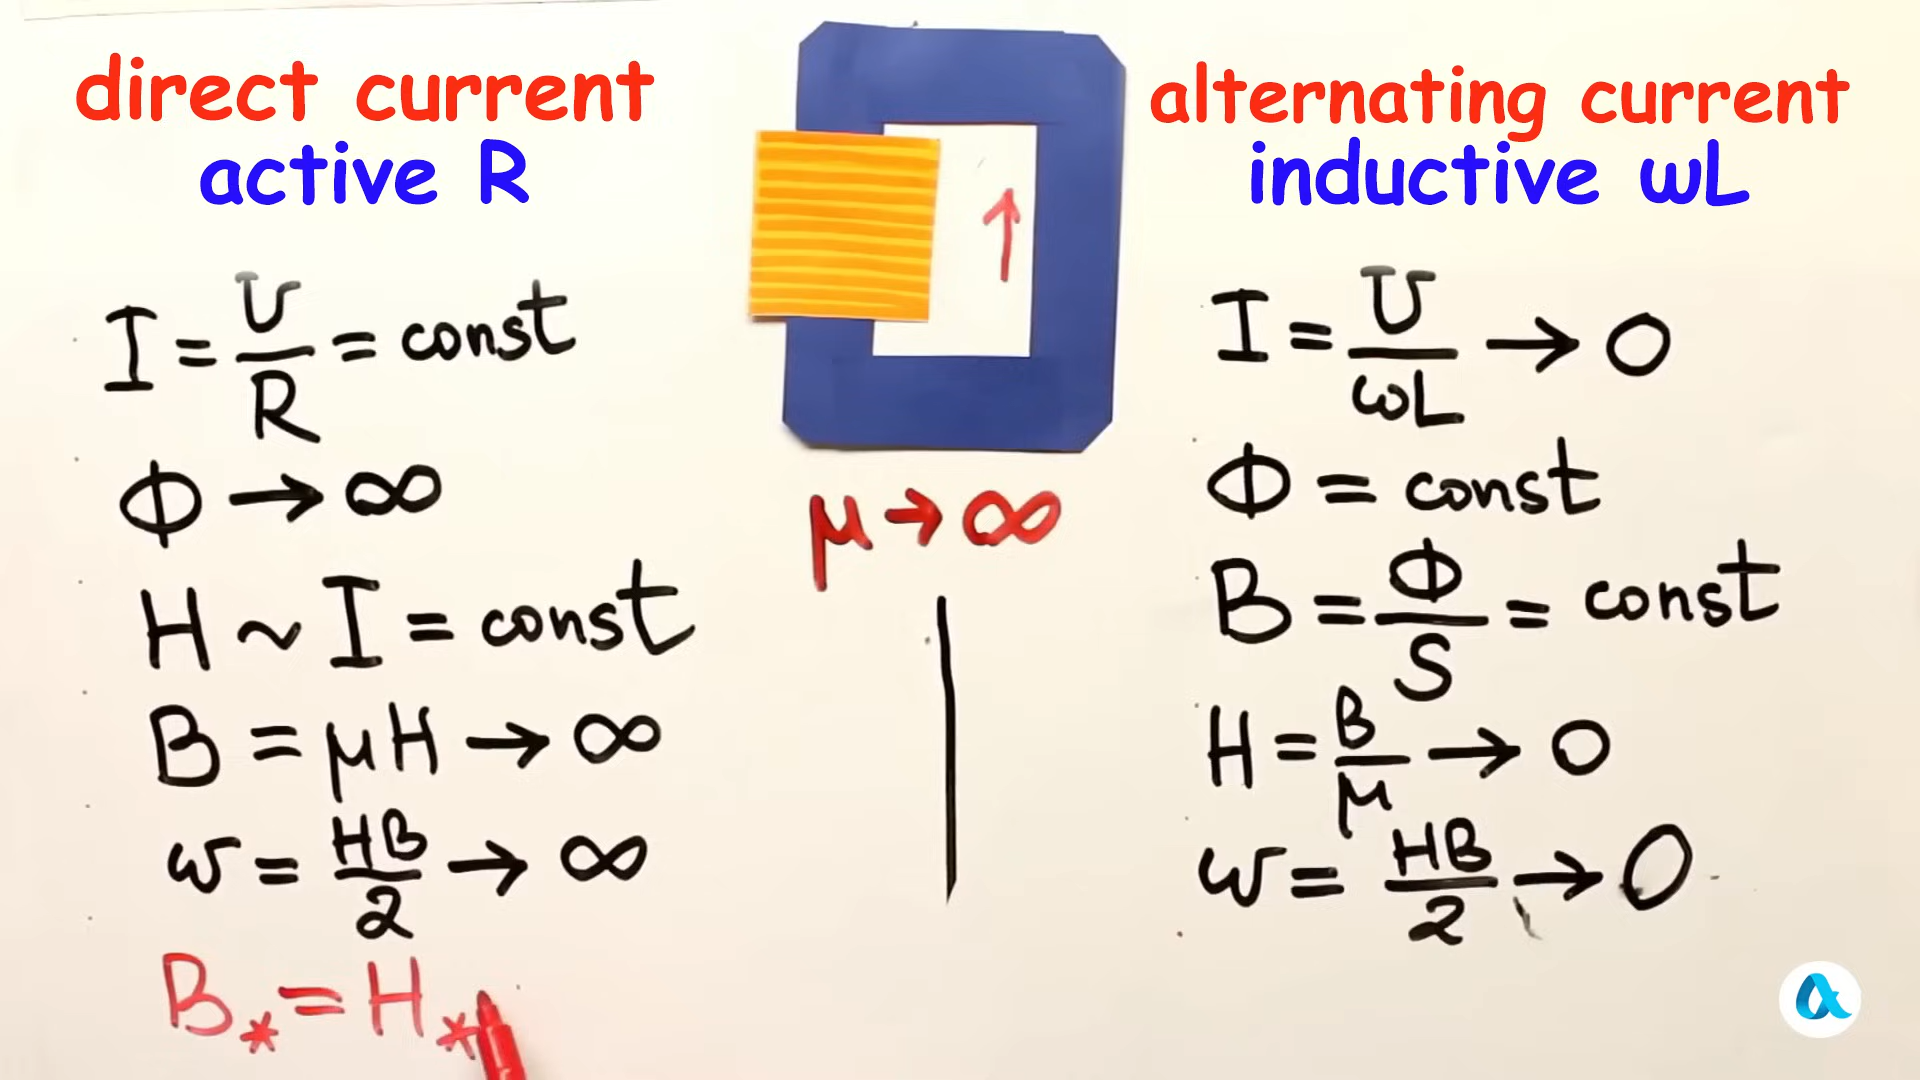 direct current
active R
I = U/R = const
Φ → ∞
H ~ I = const
B = μH → ∞
w = HB/2 → ∞
B* = H*
μ → ∞
alternating current
inductive ωL
I = U/ωL → 0
Φ = const
B = Φ/S = const
H = B/μ → 0
w = HB/2 → 0